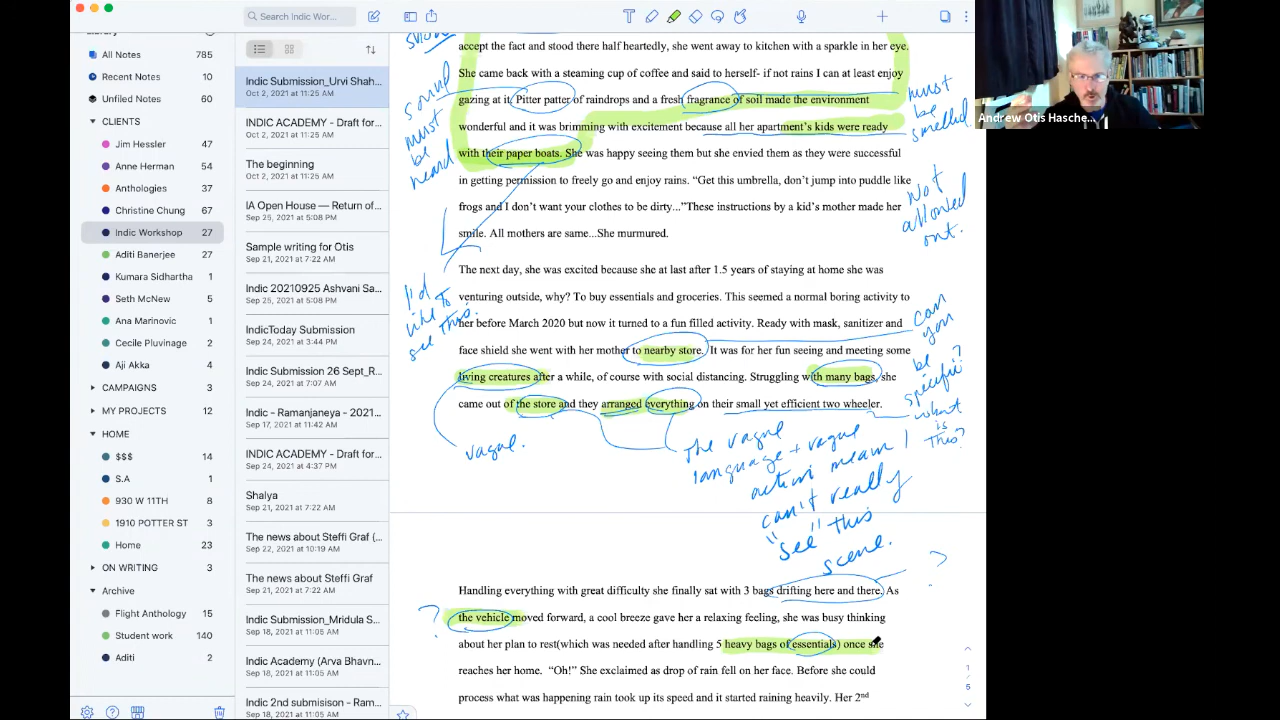 Search Indic Wor...
Library
All Notes 785
Recent Notes 10
Unfiled Notes 60
CLIENTS
Jim Hessler 47
Anne Herman 54
Anthologies 37
Christine Chung 67
Indic Workshop 27
Aditi Banerjee 27
Kumara Sidhartha 1
Seth McNew 5
Ana Marinovic 1
Cecile Pluvinage 2
Aji Akka 4
CAMPAIGNS 3
MY PROJECTS 12
HOME
$$$ 14
S.A 1
930 W 11TH 8
1910 POTTER ST 3
Home 23
ON WRITING 3
Archive
Flight Anthology 15
Student work 140
Aditi 2
Indic Submission_Urvi Shah...
Oct 2, 2021 at 11:25 AM
INDIC ACADEMY - Draft for...
Oct 2, 2021 at 11:25 AM
The beginning
Oct 2, 2021 at 11:25 AM
IA Open House — Return of...
Sep 25, 2021 at 5:08 PM
Sample writing for Otis
Sep 25, 2021 at 7:22 AM
Indic 20210925 Ashvani Sa...
Sep 24, 2021 at 7:38 PM
IndicToday Submission
Sep 24, 2021 at 3:44 PM
Indic Submission 26 Sept_R...
Sep 24, 2021 at 7:07 AM
Indic - Ramanjaneya - 2021...
Sep 17, 2021 at 11:42 AM
INDIC ACADEMY - Draft for...
Sep 24, 2021 at 4:37 PM
Shalya
Sep 21, 2021 at 7:22 AM
The news about Steffi Graf (...
Sep 22, 2021 at 10:19 AM
The news about Steffi Graf
Sep 21, 2021 at 7:22 AM
Indic Submission_Mridula S...
Sep 21, 2021 at 7:21 AM
Indic Academy (Arva Bhavn...
Sep 18, 2021 at 11:30 AM
Indic 2nd submisison - Ram...
Sep 18, 2021 at 11:05 AM
accept the fact and stood there half heartedly, she went away to kitchen with a sparkle in her eye.
She came back with a steaming cup of coffee and said to herself- if not rains I can at least enjoy
gazing at it. Pitter patter of raindrops and a fresh fragrance of soil made the environment
wonderful and it was brimming with excitement because all her apartment's kids were ready
with their paper boats. She was happy seeing them but she envied them as they were successful
in getting permission to freely go and enjoy rains. "Get this umbrella, don't jump into puddle like
frogs and I don't want your clothes to be dirty..."These instructions by a kid's mother made her
smile. All mothers are same...She murmured.
sound
must
be
heard
must
be
smelled.
Not
allowed
out.
I'd
like to
see this.
The next day, she was excited because she at last after 1.5 years of staying at home she was
venturing outside, why? To buy essentials and groceries. This seemed a normal boring activity to
her before March 2020 but now it turned to a fun filled activity. Ready with mask, sanitizer and
face shield she went with her mother to nearby store. It was for her fun seeing and meeting some
living creatures after a while, of course with social distancing. Struggling with many bags, she
came out of the store and they arranged everything on their small yet efficient two wheeler.
can
you
be
specific?
what
is
this?
vague.
The vague
language + vague
action mean I
can't really
"see" this
scene.
Handling everything with great difficulty she finally sat with 3 bags drifting here and there. As
?
?
the vehicle moved forward, a cool breeze gave her a relaxing feeling, she was busy thinking
about her plan to rest(which was needed after handling 5 heavy bags of essentials) once she
reaches her home. "Oh!" She exclaimed as drop of rain fell on her face. Before she could
process what was happening rain took up its speed and it started raining heavily. Her 2nd
1
5
Andrew Otis Hasche...